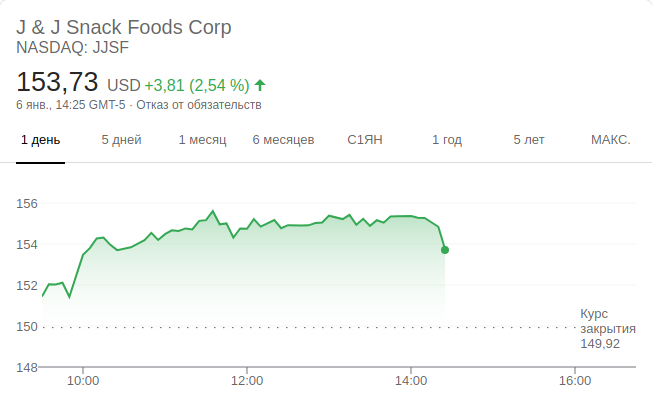 J & J Snack Foods Corp
NASDAQ: JJSF
153,73 USD +3,81 (2,54 %)
6 янв., 14:25 GMT-5 · Отказ от обязательств
1 день 5 дней 1 месяц 6 месяцев С1ЯН 1 год 5 лет МАКС.
156
154
152
150
148
Курс
закрытия
149,92
10:00 12:00 14:00 16:00